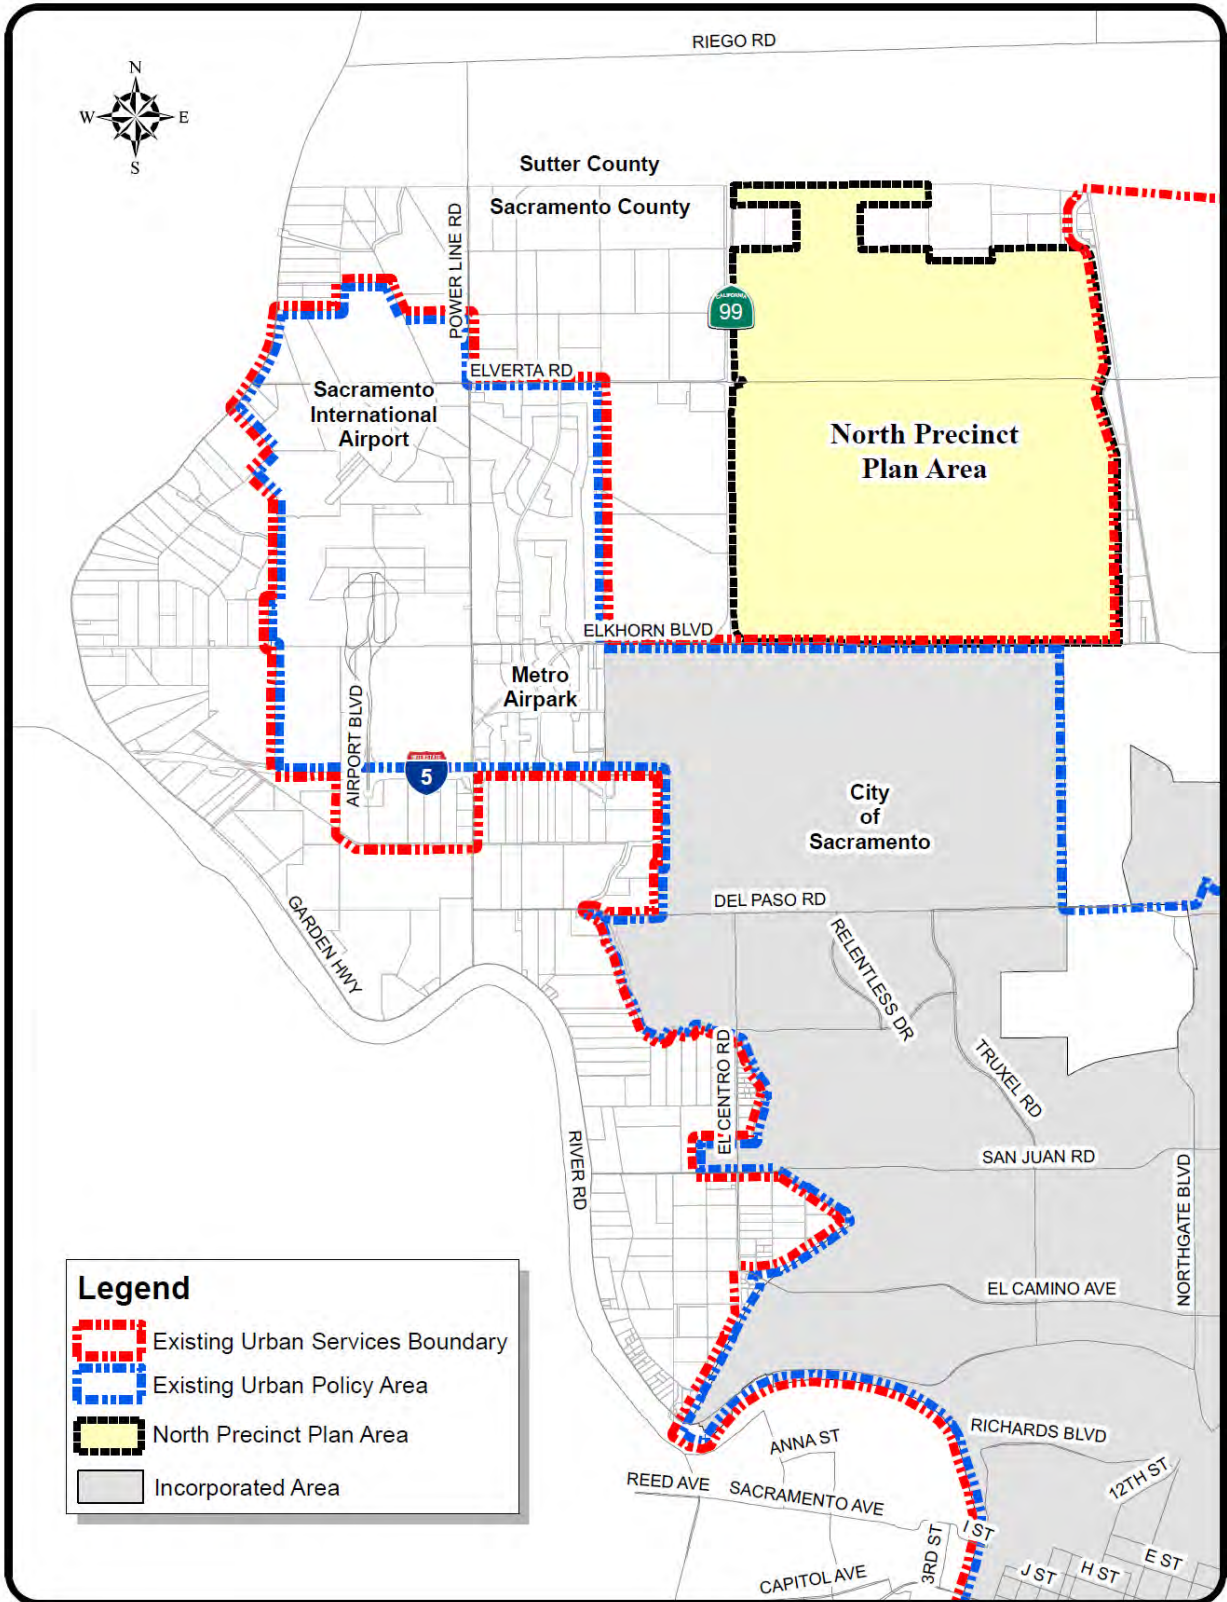 RIEGO RD
N
W
E
S
Sutter County
Sacramento County
POWER LINE RD
CALIFORNIA
99
ELVERTA RD
Sacramento
International
Airport
North Precinct
Plan Area
ELKHORN BLVD
Metro
Airpark
AIRPORT BLVD
INTERSTATE
5
City
of
Sacramento
DEL PASO RD
GARDEN HWY
RELENTLESS DR
EL CENTRO RD
TRUXEL RD
RIVER RD
SAN JUAN RD
NORTHGATE BLVD
EL CAMINO AVE
Legend
Existing Urban Services Boundary
Existing Urban Policy Area
North Precinct Plan Area
Incorporated Area
RICHARDS BLVD
ANNA ST
REED AVE
SACRAMENTO AVE
12TH ST
I ST
3RD ST
E ST
H ST
J ST
CAPITOL AVE